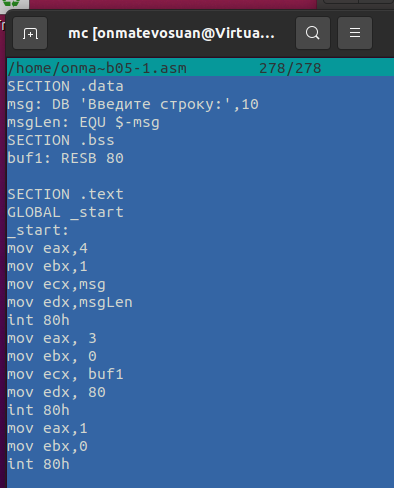 mc [onmatevosuan@Virtua...
/home/onma~b05-1.asm 278/278
SECTION .data
msg: DB 'Введите строку:',10
msgLen: EQU $-msg
SECTION .bss
buf1: RESB 80
SECTION .text
GLOBAL _start
_start:
mov eax,4
mov ebx,1
mov ecx,msg
mov edx,msgLen
int 80h
mov eax, 3
mov ebx, 0
mov ecx, buf1
mov edx, 80
int 80h
mov eax,1
mov ebx,0
int 80h